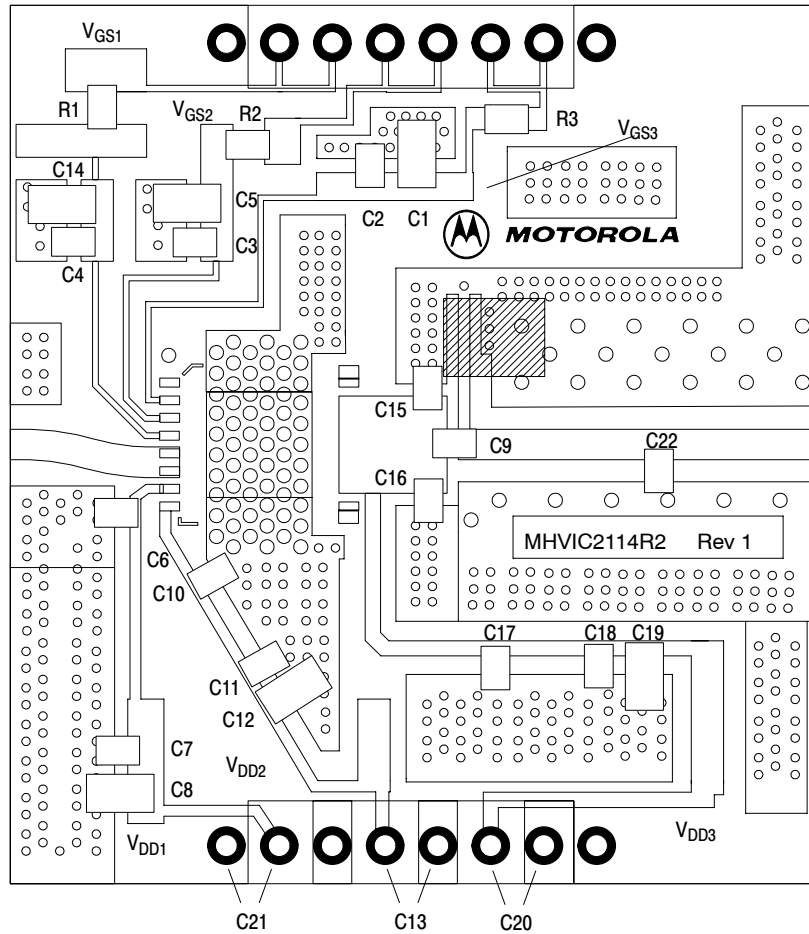 VGS1
R1
VGS2
R2
R3
VGS3
C14
C5
C2
C1
C3
C4
MOTOROLA
C15
C9
C16
C22
MHVIC2114R2 Rev 1
C6
C10
C17
C18
C19
C11
C12
C7
VDD2
C8
VDD1
VDD3
C21
C13
C20